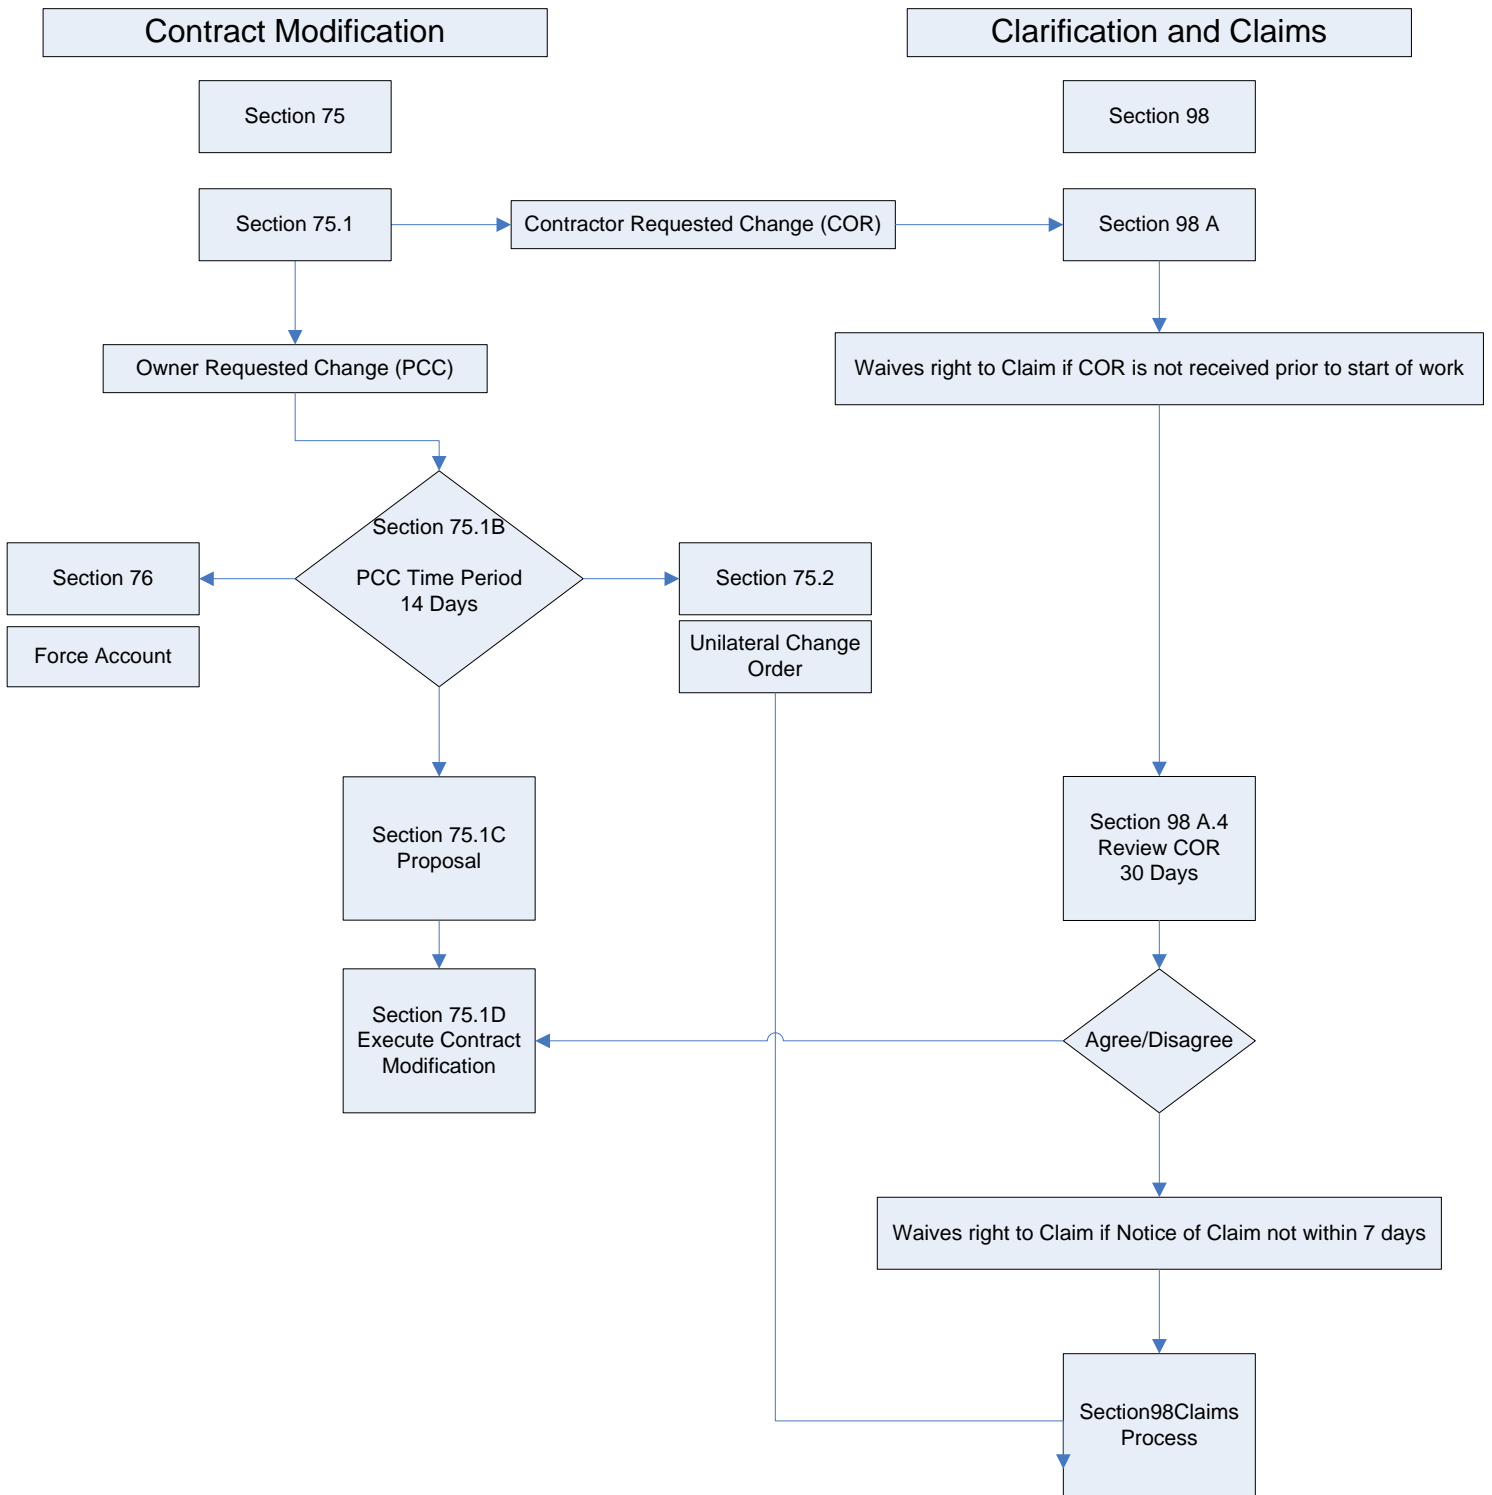 Contract Modification
Clarification and Claims
Section 75
Section 98
Section 75.1
Contractor Requested Change (COR)
Section 98 A
Owner Requested Change (PCC)
Waives right to Claim if COR is not received prior to start of work
Section 75.1B
PCC Time Period
14 Days
Section 76
Section 75.2
Force Account
Unilateral Change
Order
Section 75.1C
Proposal
Section 98 A.4
Review COR
30 Days
Section 75.1D
Execute Contract
Modification
Agree/Disagree
Waives right to Claim if Notice of Claim not within 7 days
Section98Claims
Process